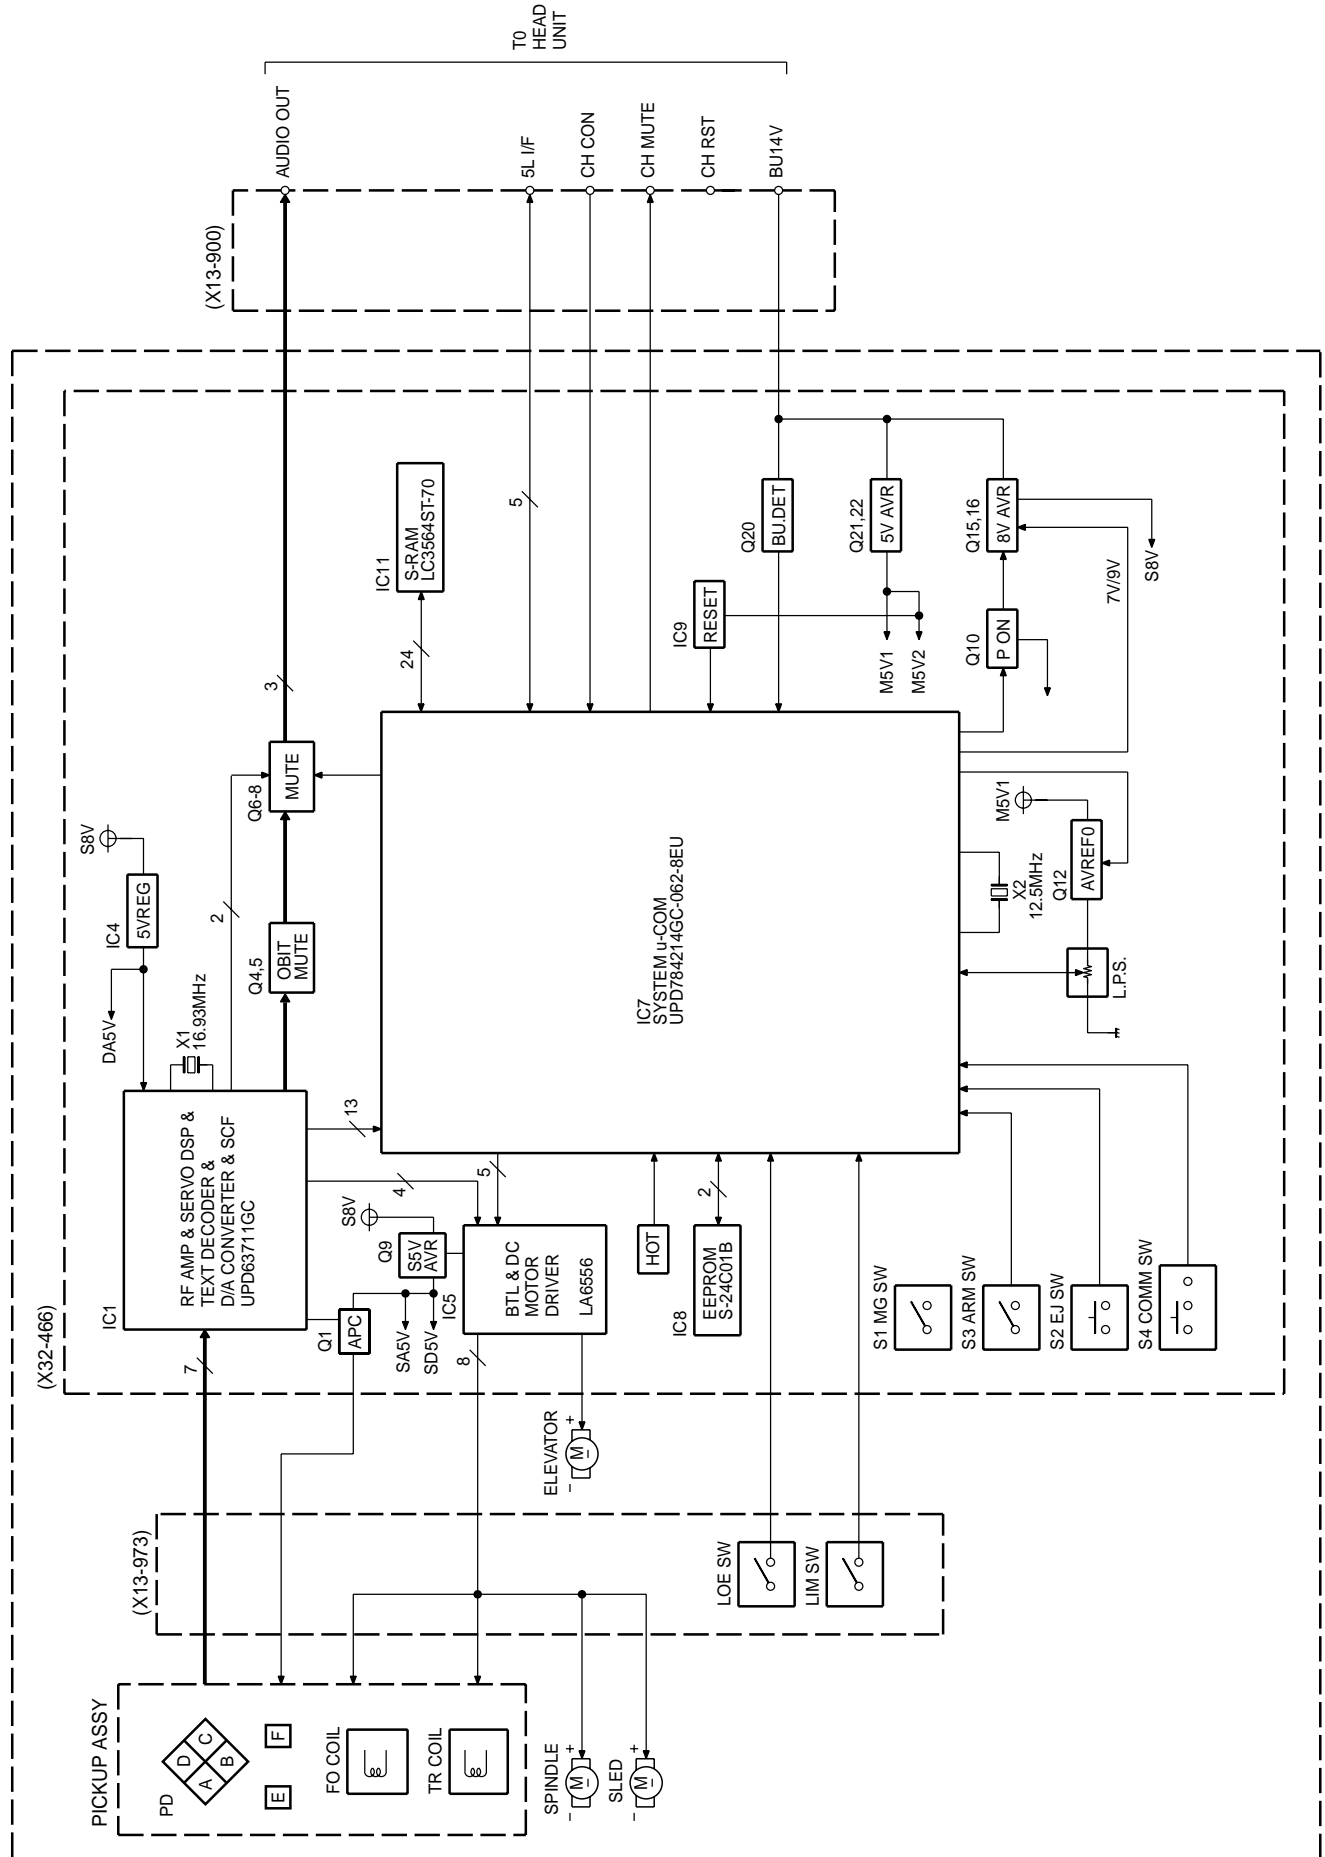 PICKUP ASSY
PD
A
D
B
C
E
F
FO COIL
TR COIL
SPINDLE
−
M
+
SLED
−
M
+
(X13-973)
LOE SW
LIM SW
ELEVATOR
−
M
+
(X32-466)
7
IC1
RF AMP & SERVO DSP &
TEXT DECODER &
D/A CONVERTER & SCF
UPD63711GC
Q1
APC
SA5V
SD5V
Q9
S5V
AVR
S8V
IC5
BTL & DC
MOTOR
DRIVER
LA6556
8
4
5
13
HOT
IC8
EEPROM
S-24C01B
2
S1 MG SW
S3 ARM SW
S2 EJ SW
S4 COMM SW
DA5V
IC4
5VREG
S8V
X1
16.93MHz
2
Q4,5
OBIT
MUTE
Q6-8
MUTE
3
IC7
SYSTEM u-COM
UPD784214GC-062-8EU
L.P.S.
X2
12.5MHz
Q12
AVREF0
M5V1
24
IC11
S-RAM
LC3564ST-70
5
IC9
RESET
Q20
BU.DET
M5V1
M5V2
Q21,22
5V AVR
Q10
P ON
Q15,16
8V AVR
7V/9V
S8V
(X13-900)
AUDIO OUT
5L I/F
CH CON
CH MUTE
CH RST
BU14V
T0
HEAD
UNIT